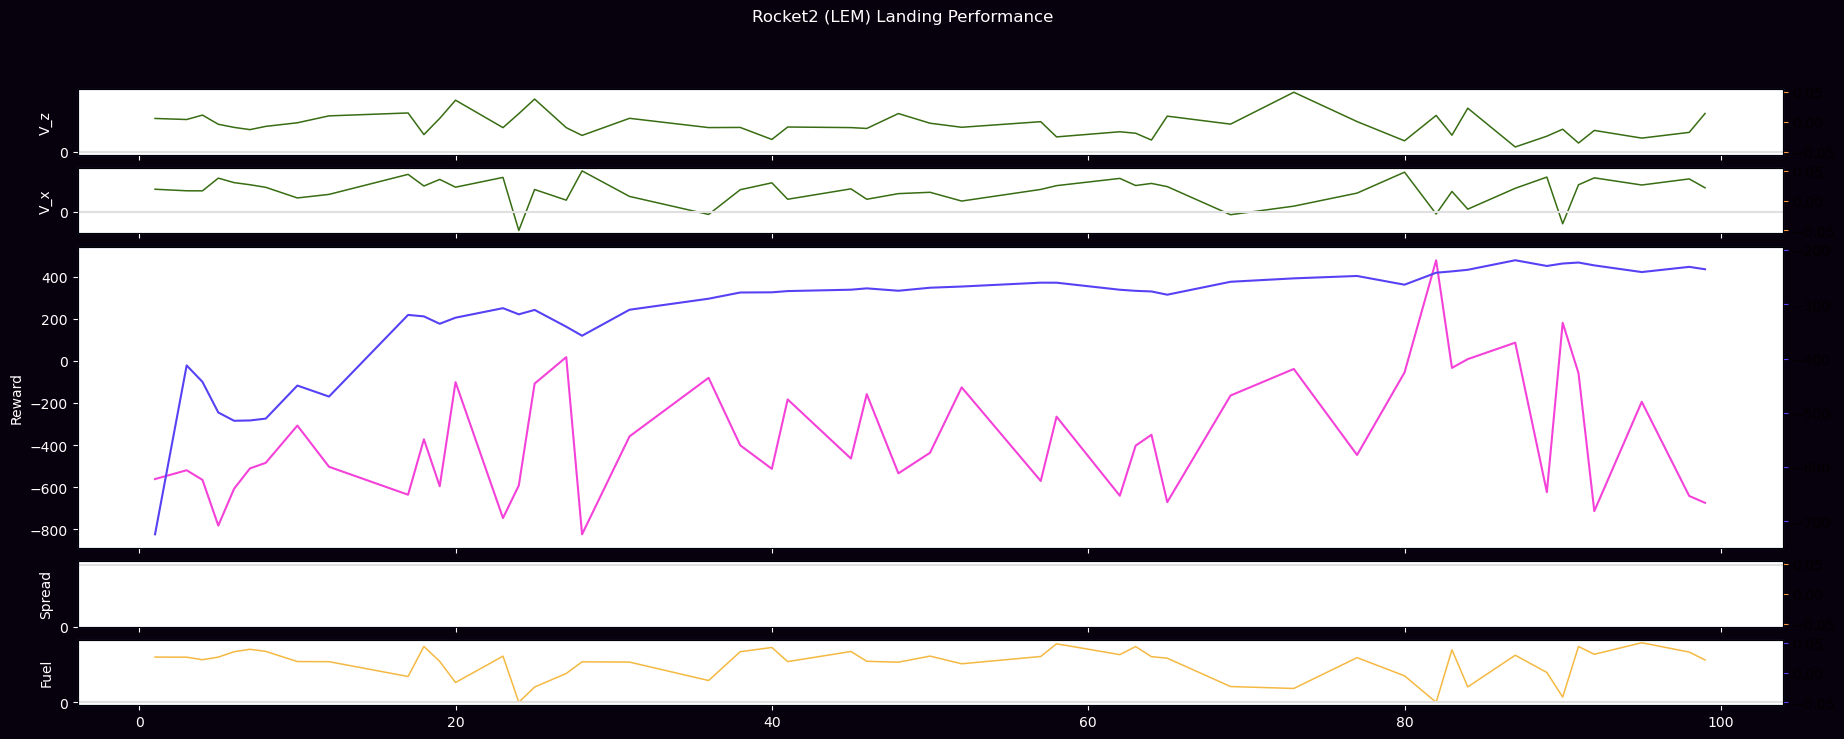 Rocket2 (LEM) Landing Performance
V_z
0
V_x
0
Reward
400
200
0
−200
−400
−600
−800
Spread
0
Fuel
0
0 20 40 60 80 100